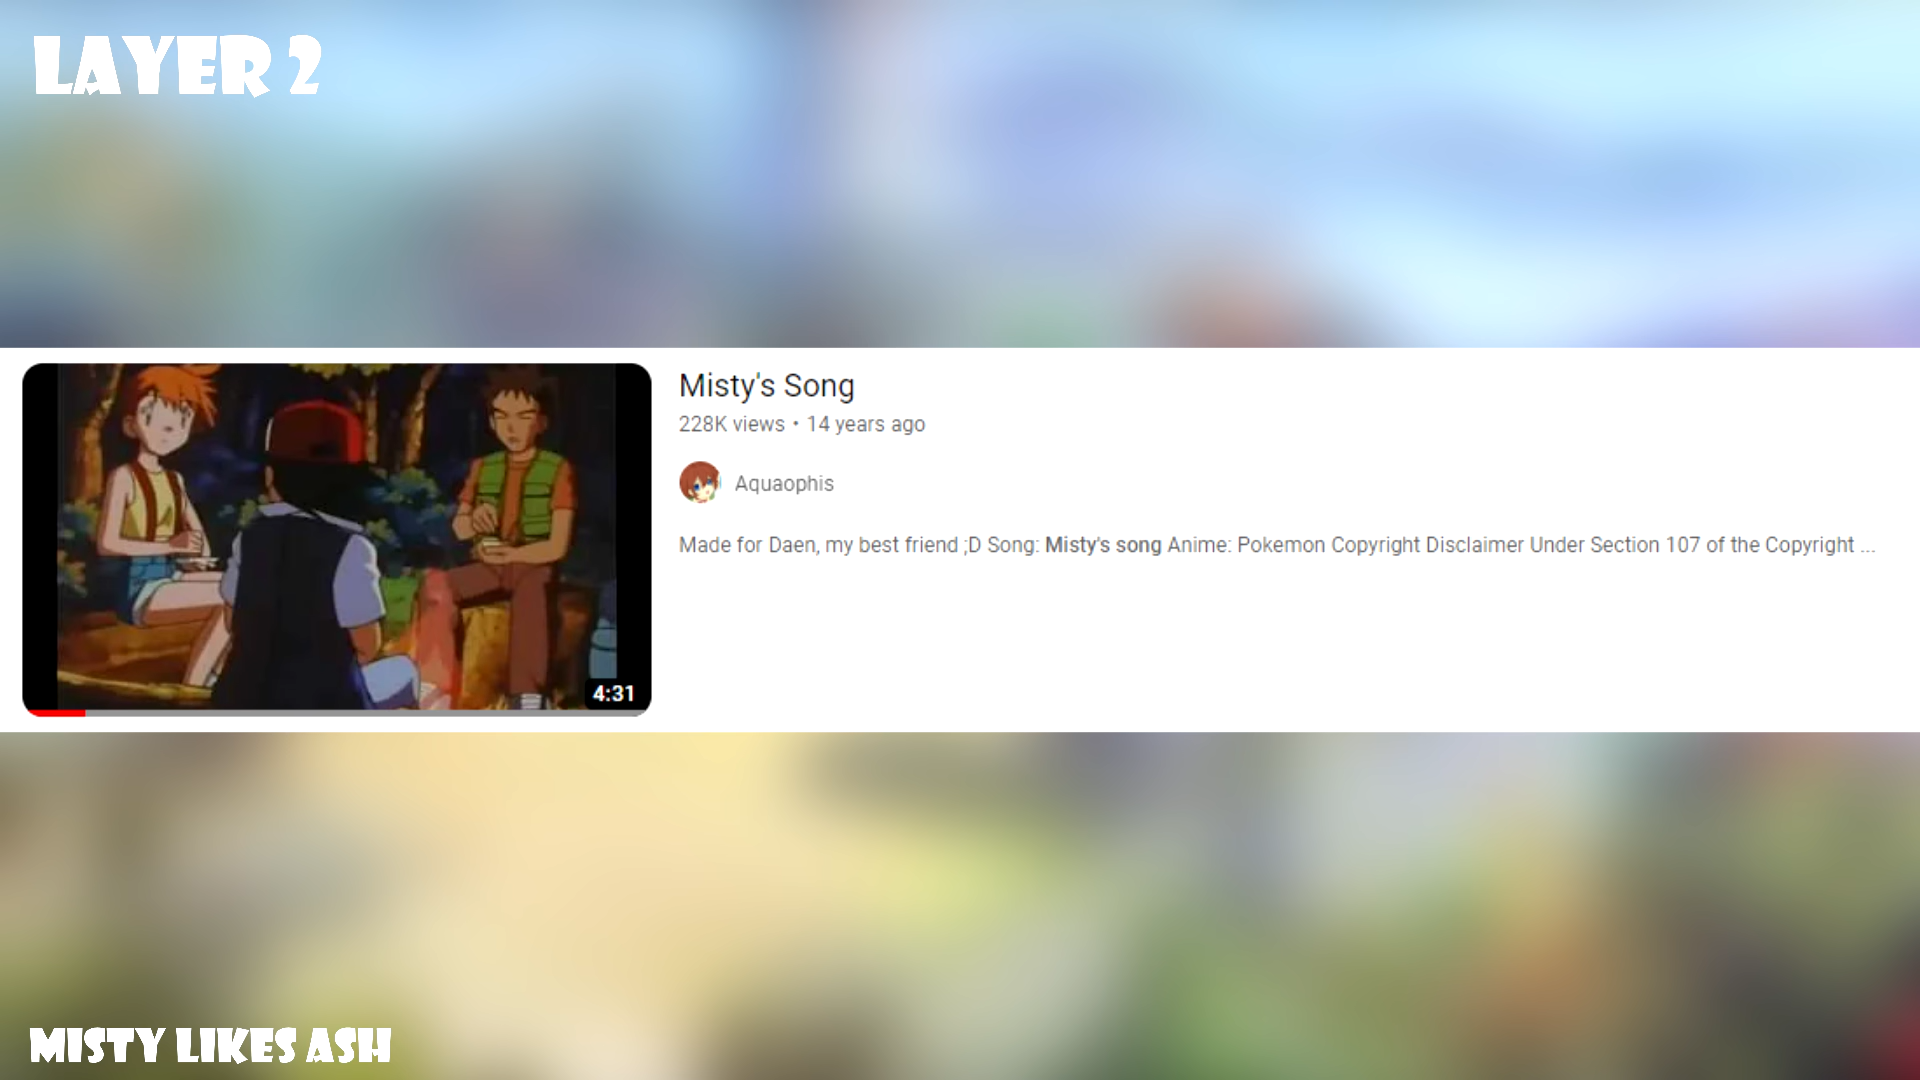 LAYER 2
Misty's Song
228K views • 14 years ago
Aquaophis
Made for Daen, my best friend ;D Song: Misty's song Anime: Pokemon Copyright Disclaimer Under Section 107 of the Copyright ...
4:31
MISTY LIKES ASH